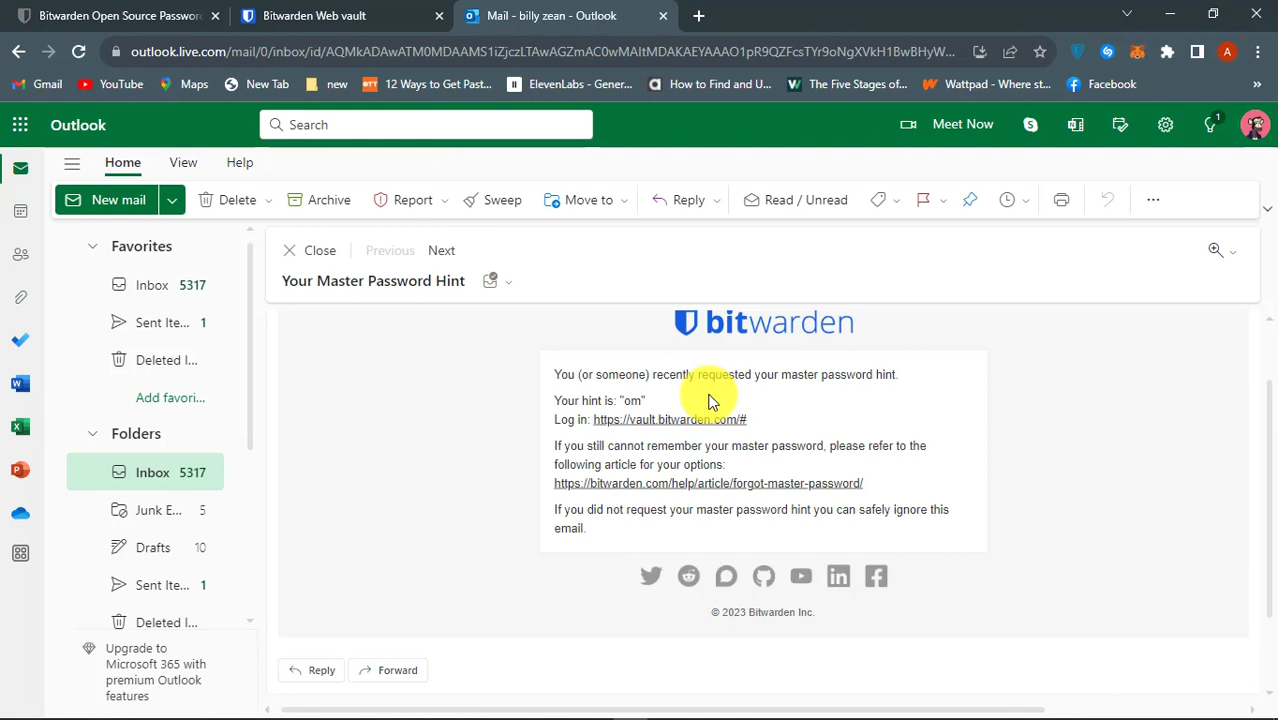 Bitwarden Open Source Passwor
Bitwarden Web vault
Mail - billy zean - Outlook
outlook.live.com/mail/0/inbox/id/AQMkADAwATM0MDAAMS1iZjczLTAwAGZmAC0wMAItMDAKAEYAAAO1pR9QZFcsTYr9oNgXVkH1BwBHyW...
A
Gmail
YouTube
Maps
New Tab
new
OTT
12 Ways to Get Past...
ElevenLabs - Gener...
How to Find and U...
The Five Stages of...
Wattpad - Where st...
Facebook
»
Outlook
Search
Meet Now
1
Home
View
Help
New mail
Delete
Archive
Report
Sweep
Move to
Reply
Read / Unread
...
Favorites
Inbox 5317
Sent Ite... 1
Deleted I...
Add favori...
Folders
Inbox 5317
Junk E... 5
Drafts 10
Sent Ite... 1
Deleted I...
Upgrade to
Microsoft 365 with
premium Outlook
features
Close
Previous
Next
Your Master Password Hint
bitwarden
You (or someone) recently requested your master password hint.
Your hint is: "om"
Log in: https://vault.bitwarden.com/#
If you still cannot remember your master password, please refer to the
following article for your options:
https://bitwarden.com/help/article/forgot-master-password/
If you did not request your master password hint you can safely ignore this
email.
© 2023 Bitwarden Inc.
Reply
Forward